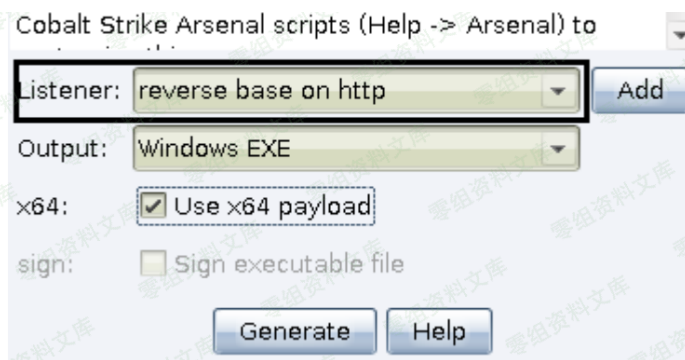 Cobalt Strike Arsenal scripts (Help -> Arsenal) to
Listener: reverse base on http Add
Output: Windows EXE
x64: Use x64 payload
sign: Sign executable file
Generate Help
零组资料文库